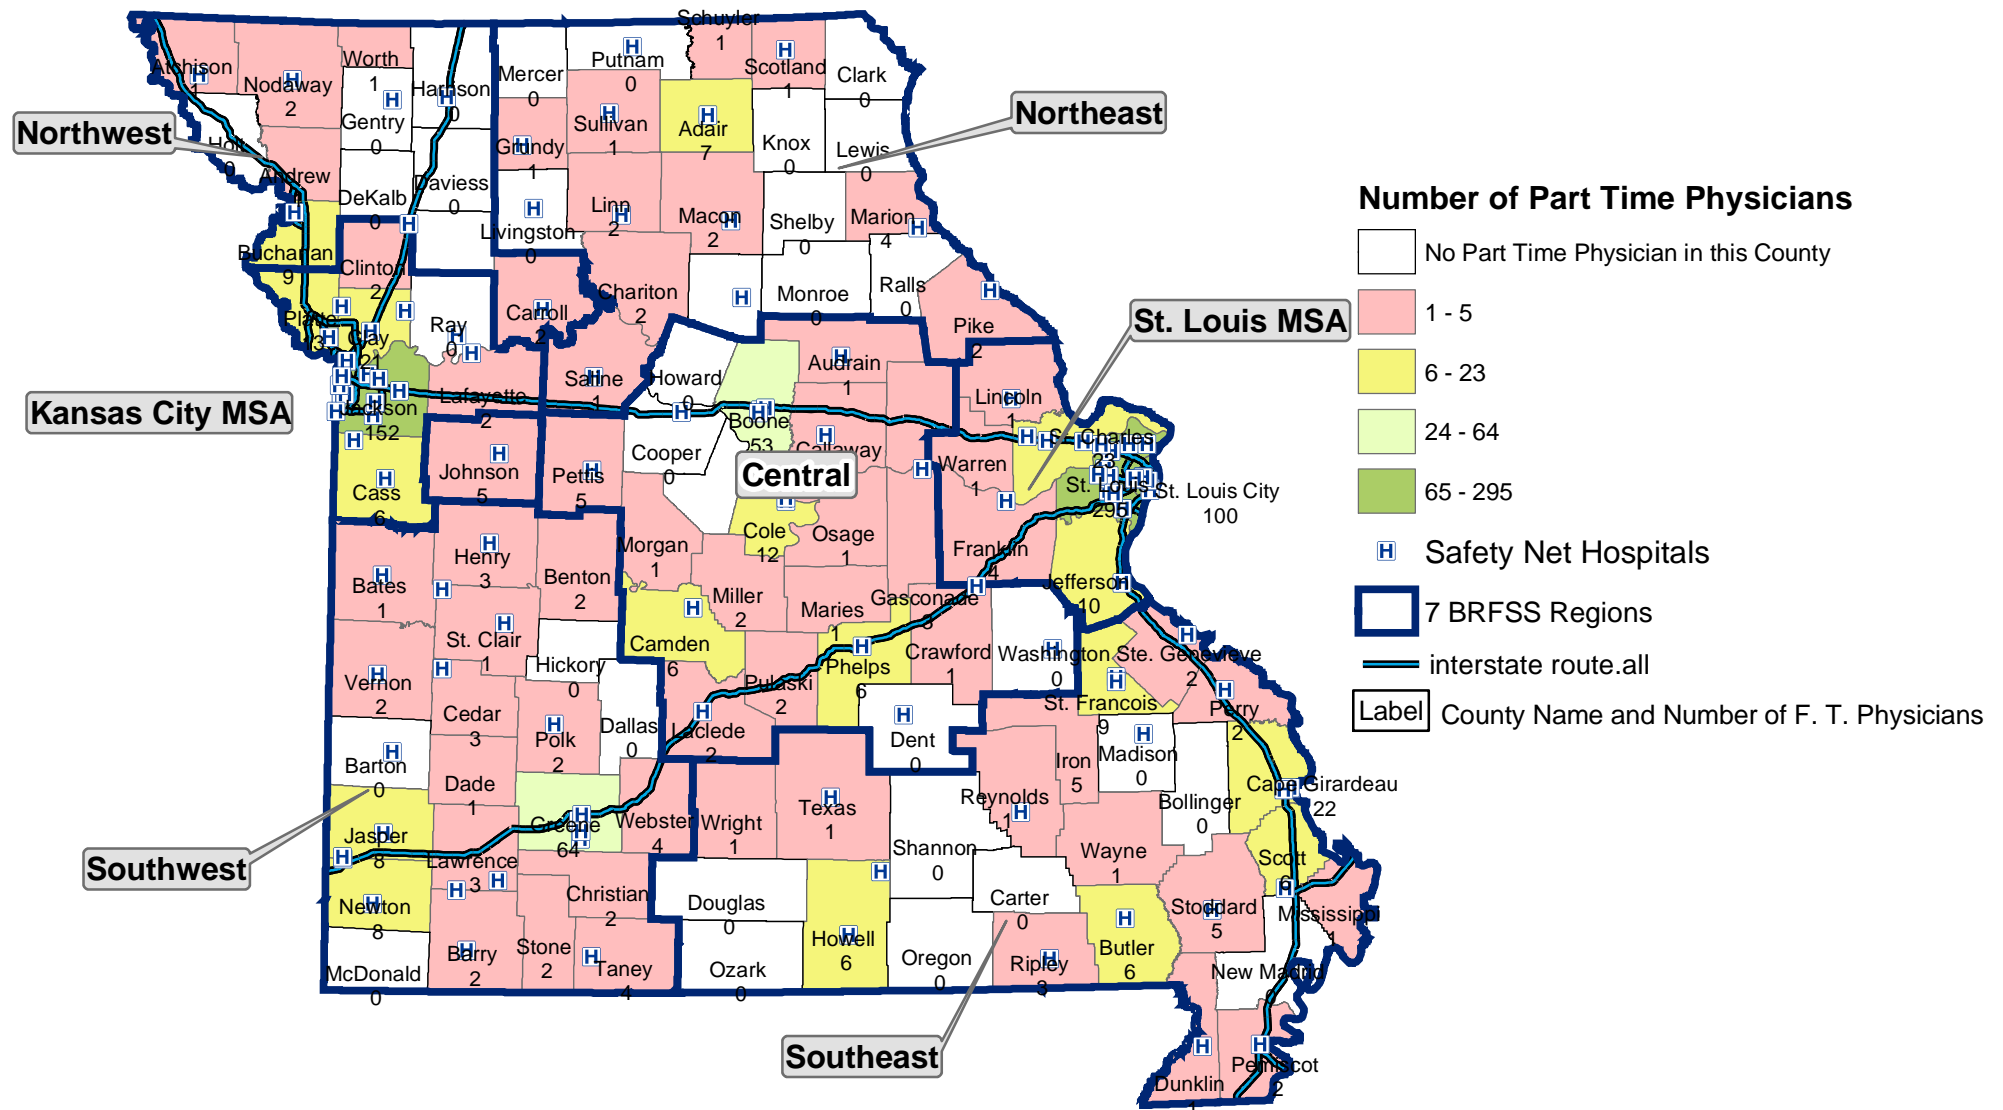 Schuyler
1
Atchison
1
Nodaway
2
Worth
1
Harrison
0
Mercer
0
Putnam
0
Scotland
1
Clark
0
Gentry
0
Grundy
1
Sullivan
1
Adair
7
Knox
0
Lewis
0
Northwest
Northeast
Holt
0
Andrew
DeKalb
0
Daviess
0
Livingston
0
Linn
2
Macon
2
Shelby
0
Marion
4
Buchanan
9
Clinton
2
Carroll
2
Chariton
2
Monroe
0
Ralls
0
Pike
2
Platte
13
Clay
21
Ray
0
St. Louis MSA
Kansas City MSA
Jackson
152
Lafayette
2
Saline
1
Howard
0
Boone
53
Audrain
1
Callaway
Lincoln
1
St. Charles
23
Warren
1
St. Louis
295
St. Louis City
100
Cass
6
Johnson
5
Pettis
5
Cooper
0
Central
Cole
12
Osage
1
Franklin
4
Jefferson
10
Henry
3
Bates
1
Benton
2
Morgan
1
Miller
2
Maries
1
Gasconade
3
Camden
6
St. Clair
1
Hickory
0
Vernon
2
Cedar
3
Polk
2
Dallas
0
Laclede
2
Pulaski
2
Phelps
6
Crawford
1
Washington
0
Ste. Genevieve
2
St. Francois
9
Perry
2
Dent
0
Iron
5
Madison
0
Barton
0
Dade
1
Jasper
8
Greene
64
Webster
4
Wright
1
Texas
1
Reynolds
1
Bollinger
0
Cape Girardeau
22
Southwest
Lawrence
3
Christian
2
Shannon
0
Wayne
1
Scott
6
Newton
8
Douglas
0
Howell
6
Carter
0
Stoddard
5
Mississippi
1
McDonald
0
Barry
2
Stone
2
Taney
4
Ozark
0
Oregon
0
Ripley
3
Butler
6
New Madrid
0
Southeast
Dunklin
1
Pemiscot
2
Number of Part Time Physicians
No Part Time Physician in this County
1 - 5
6 - 23
24 - 64
65 - 295
H Safety Net Hospitals
7 BRFSS Regions
interstate route.all
Label County Name and Number of F. T. Physicians